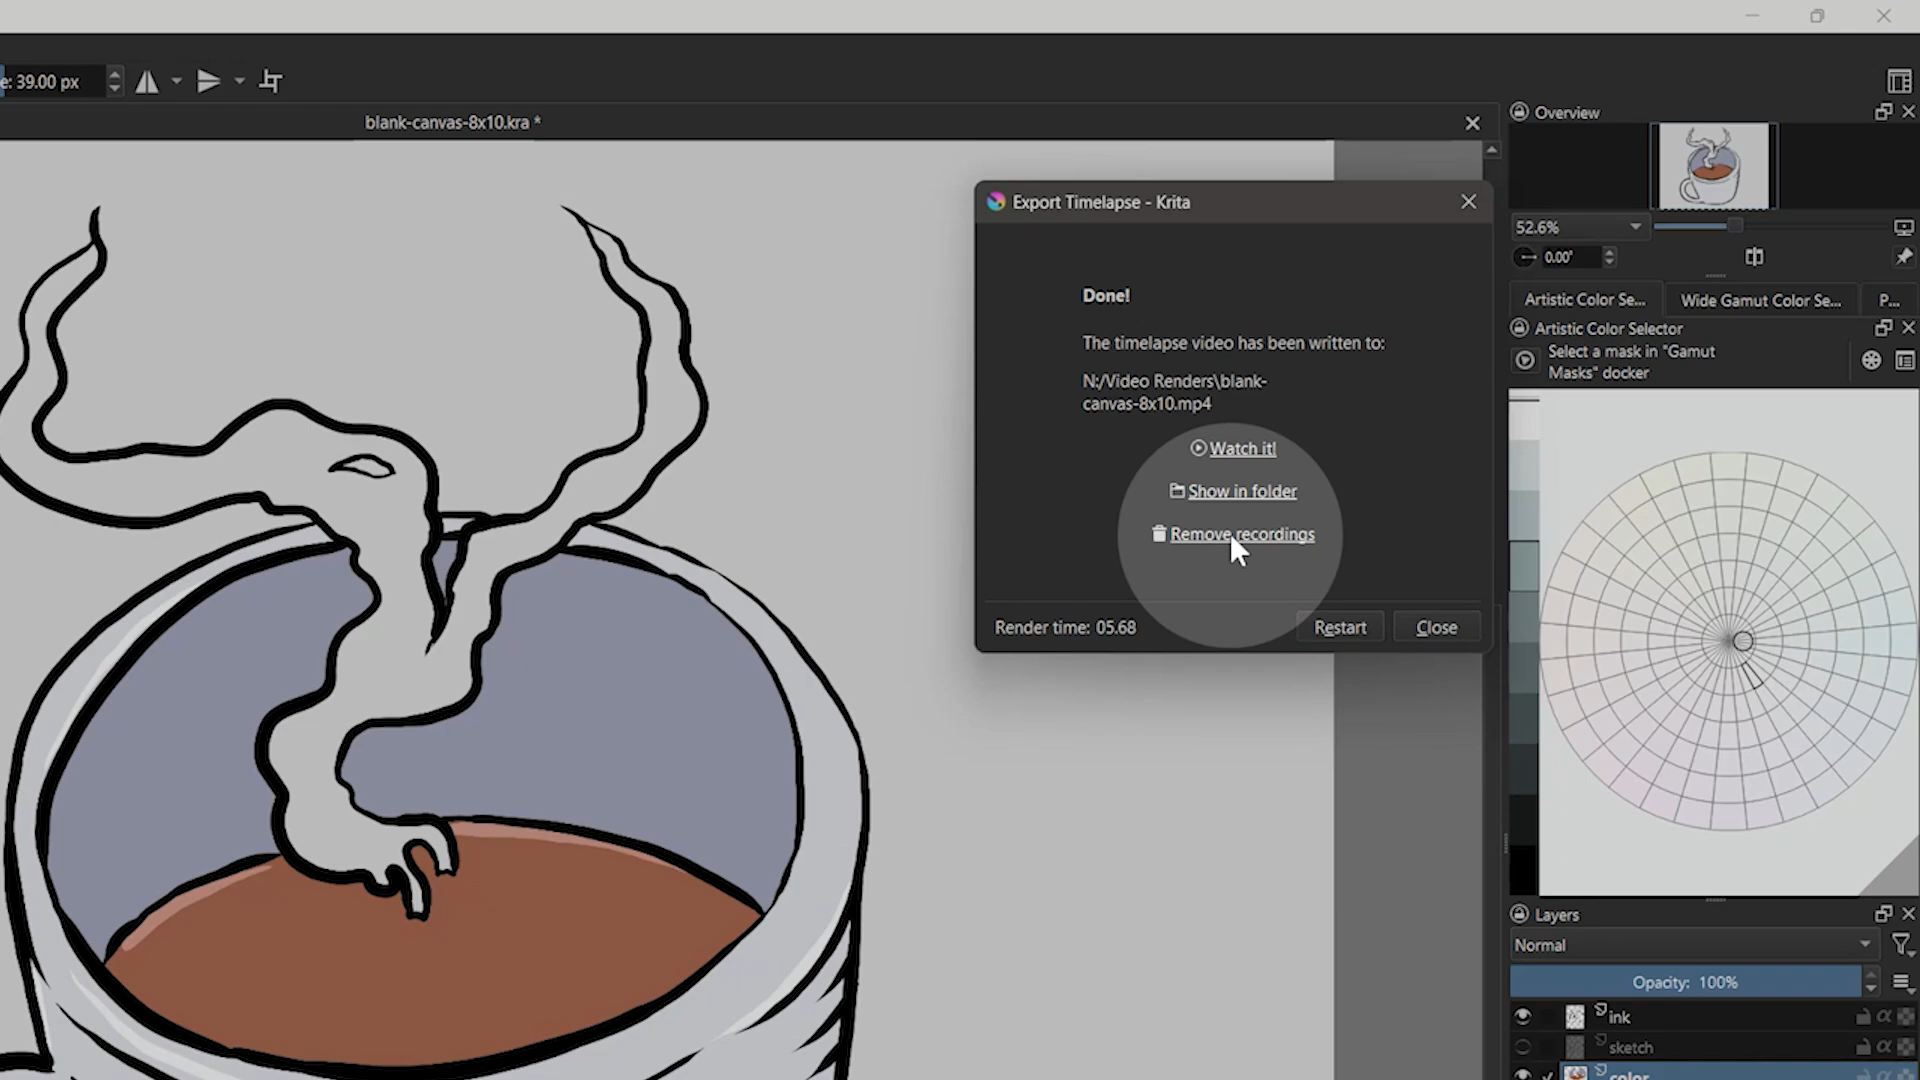 e: 39.00 px
blank-canvas-8x10.kra *
Overview
52.6%
0.00°
Artistic Color Se...
Wide Gamut Color Se...
P...
Artistic Color Selector
Select a mask in "Gamut
Masks" docker
Export Timelapse - Krita
Done!
The timelapse video has been written to:
N:/Video Renders\blank-
canvas-8x10.mp4
Watch it!
Show in folder
Remove recordings
Render time: 05.68
Restart
Close
Layers
Normal
Opacity: 100%
ink
sketch
color